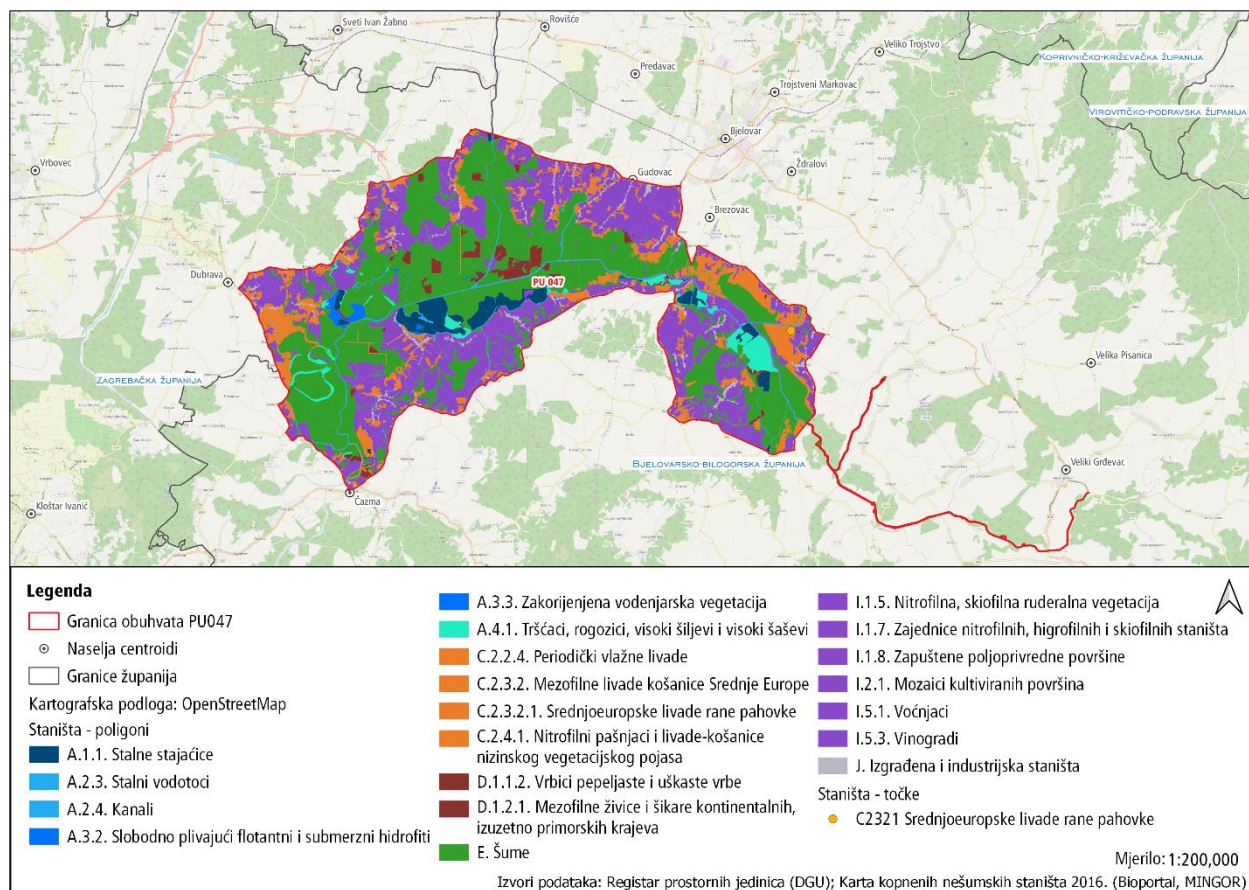 Sveti Ivan Žabno
Rovišće
Veliko Trojstvo
Koprivničko-križevačka županija
Predavac
Trojstveni Markovac
Virovitičko-podravska županija
Vrbovec
Bjelovar
Gudovac
Ždralovi
Brezovac
Dubrava
PU 047
Velika Pisanica
Zagrebačka županija
Bjelovarsko-bilogorska županija
Veliki Grđevac
Čazma
Kloštar Ivanić
Legenda
Granica obuhvata PU047
Naselja centroidi
Granice županija
Kartografska podloga: OpenStreetMap
Staništa - poligoni
A.1.1. Stalne stajaćice
A.2.3. Stalni vodotoci
A.2.4. Kanali
A.3.2. Slobodno plivajući flotantni i submerzni hidrofiti
A.3.3. Zakorijenjena vodenjarska vegetacija
A.4.1. Tršćaci, rogozici, visoki šiljevi i visoki šaševi
C.2.2.4. Periodički vlažne livade
C.2.3.2. Mezofilne livade košanice Srednje Europe
C.2.3.2.1. Srednjoeuropske livade rane pahovke
C.2.4.1. Nitrofilni pašnjaci i livade-košanice
nizinskog vegetacijskog pojasa
D.1.1.2. Vrbici pepeljaste i uškaste vrbe
D.1.2.1. Mezofilne živice i šikare kontinentalnih,
izuzetno primorskih krajeva
E. Šume
I.1.5. Nitrofilna, skiofilna ruderalna vegetacija
I.1.7. Zajednice nitrofilnih, higrofilnih i skiofilnih staništa
I.1.8. Zapuštene poljoprivredne površine
I.2.1. Mozaici kultiviranih površina
I.5.1. Voćnjaci
I.5.3. Vinogradi
J. Izgrađena i industrijska staništa
Staništa - točke
C2321 Srednjoeuropske livade rane pahovke
Mjerilo: 1:200,000
Izvori podataka: Registar prostornih jedinica (DGU); Karta kopnenih nešumskih staništa 2016. (Bioportal, MINGOR)